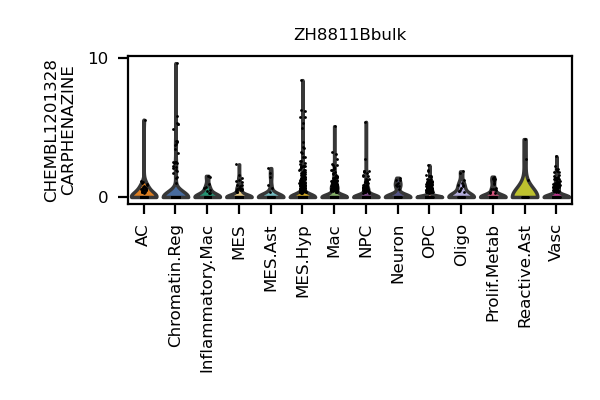 ZH8811Bbulk
CHEMBL1201328
CARPHENAZINE
10
0
AC
Chromatin.Reg
Inflammatory.Mac
MES
MES.Ast
MES.Hyp
Mac
NPC
Neuron
OPC
Oligo
Prolif.Metab
Reactive.Ast
Vasc